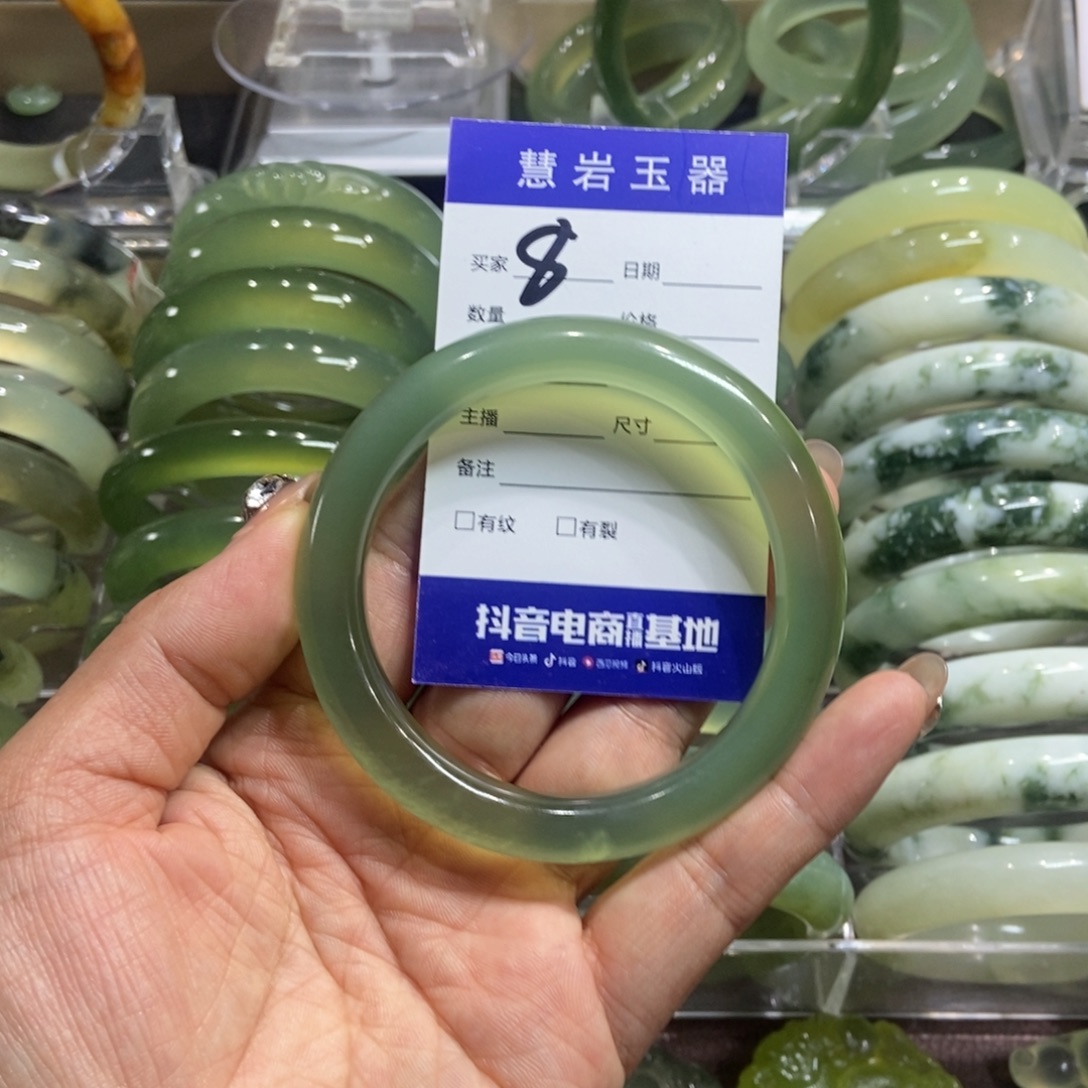 慧岩玉器
买家 8 日期
数量 价格
主播 尺寸
备注
□有纹 □有裂
抖音电商直播基地
今日头条 抖音 西瓜视频 抖音火山版